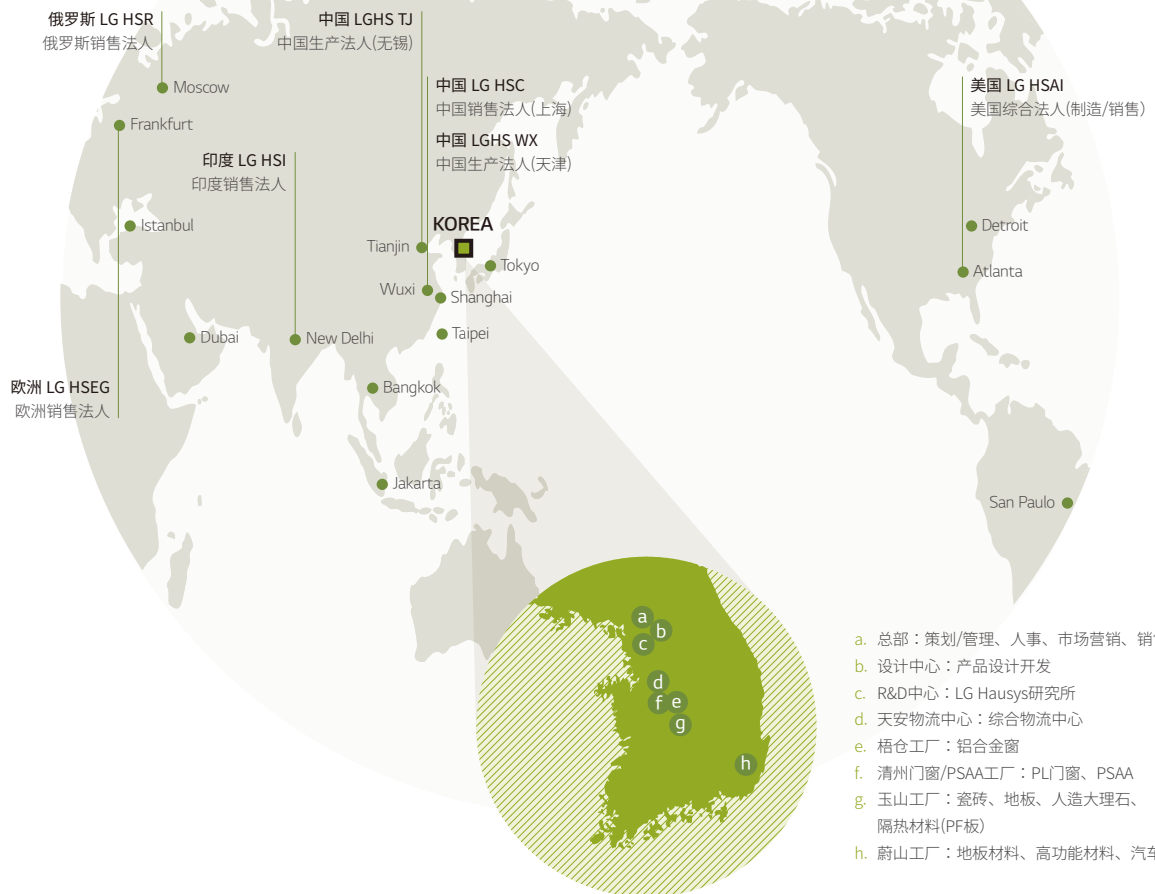 俄罗斯 LG HSR
俄罗斯销售法人
中国 LGHS TJ
中国生产法人(无锡)
中国 LG HSC
中国销售法人(上海)
中国 LGHS WX
中国生产法人(天津)
美国 LG HSAI
美国综合法人(制造/销售)
印度 LG HSI
印度销售法人
欧洲 LG HSEG
欧洲销售法人
Moscow
Frankfurt
Istanbul
KOREA
Tianjin
Tokyo
Wuxi
Shanghai
Dubai
New Delhi
Taipei
Bangkok
Jakarta
Detroit
Atlanta
San Paulo
a
b
c
d
f
e
g
h
a. 总部：策划/管理、人事、市场营销、销
b. 设计中心：产品设计开发
c. R&D中心：LG Hausys研究所
d. 天安物流中心：综合物流中心
e. 梧仓工厂：铝合金窗
f. 清州门窗/PSAA工厂：PL门窗、PSAA
g. 玉山工厂：瓷砖、地板、人造大理石、
隔热材料(PF板)
h. 蔚山工厂：地板材料、高功能材料、汽车